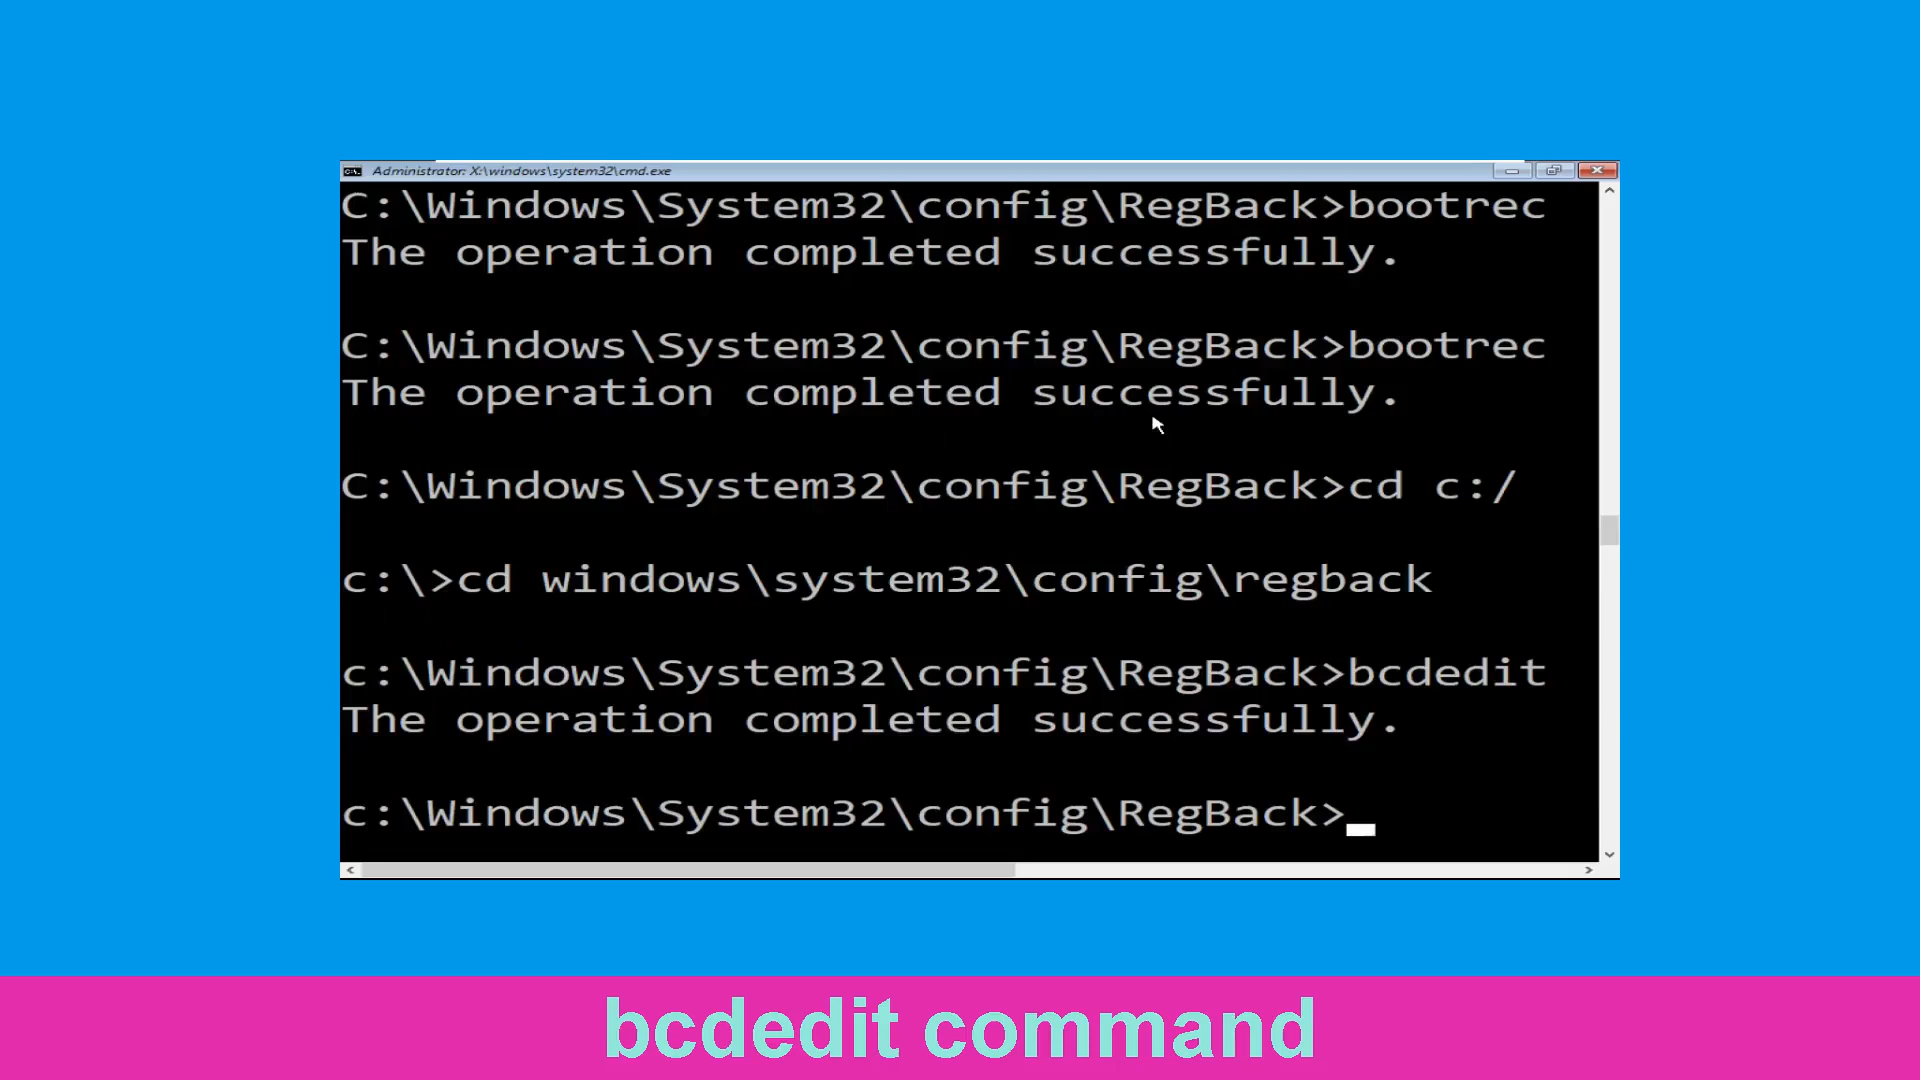 Administrator: X:\windows\system32\cmd.exe
C:\Windows\System32\config\RegBack>bootrec
The operation completed successfully.
C:\Windows\System32\config\RegBack>bootrec
The operation completed successfully.
C:\Windows\System32\config\RegBack>cd c:/
c:\>cd windows\system32\config\regback
c:\Windows\System32\config\RegBack>bcdedit
The operation completed successfully.
c:\Windows\System32\config\RegBack>
bcdedit command